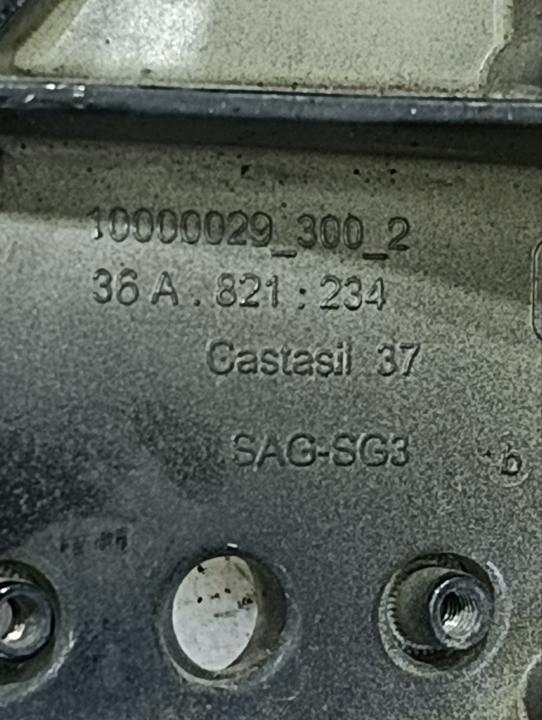 10000029_300_2
36 A . 821 : 234
Castasil 37
SAG-SG3
b